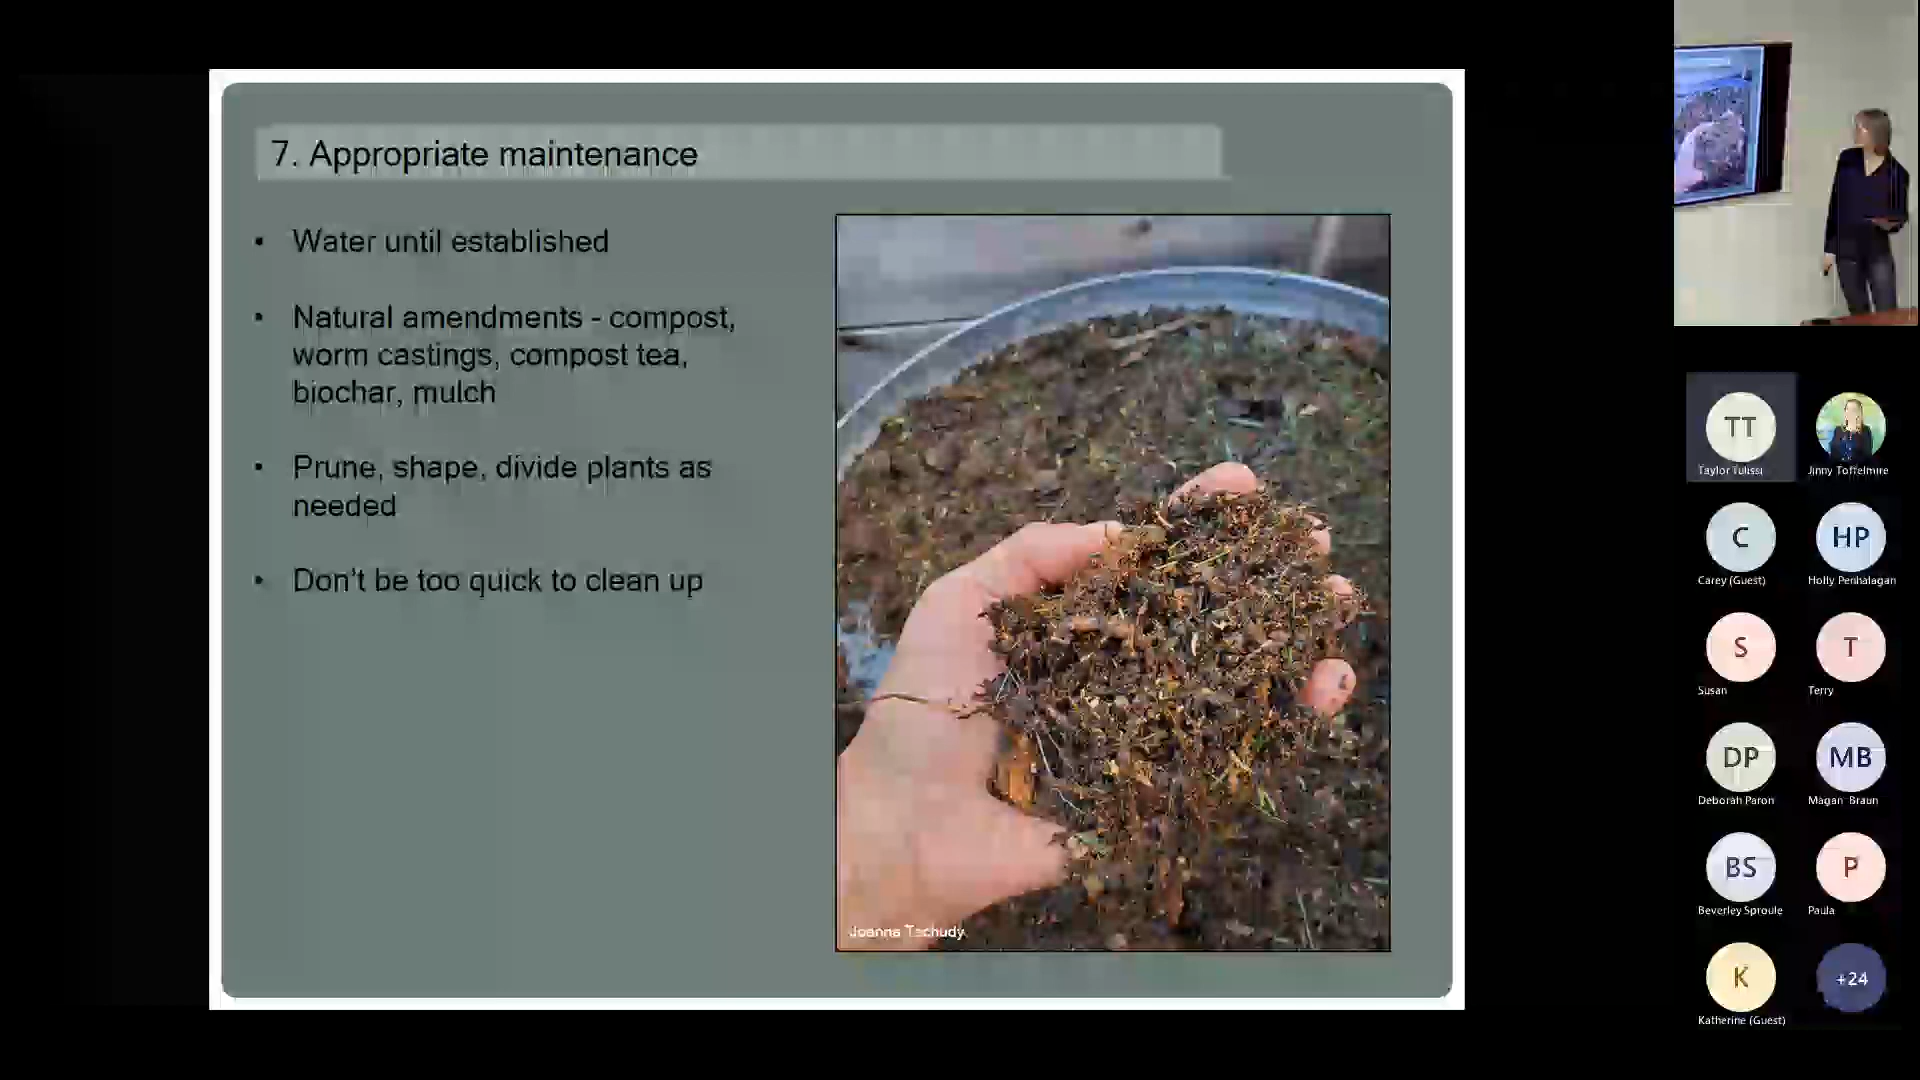 7. Appropriate maintenance
• Water until established
• Natural amendments - compost,
worm castings, compost tea,
biochar, mulch
• Prune, shape, divide plants as
needed
• Don't be too quick to clean up
Joanna Tschudy
TT
Taylor Tulissi
Jinny Toffelmire
C
Carey (Guest)
HP
Holly Penhalagan
S
Susan
T
Terry
DP
Deborah Paron
MB
Magan Braun
BS
Beverley Sproule
P
Paula
K
Katherine (Guest)
+24